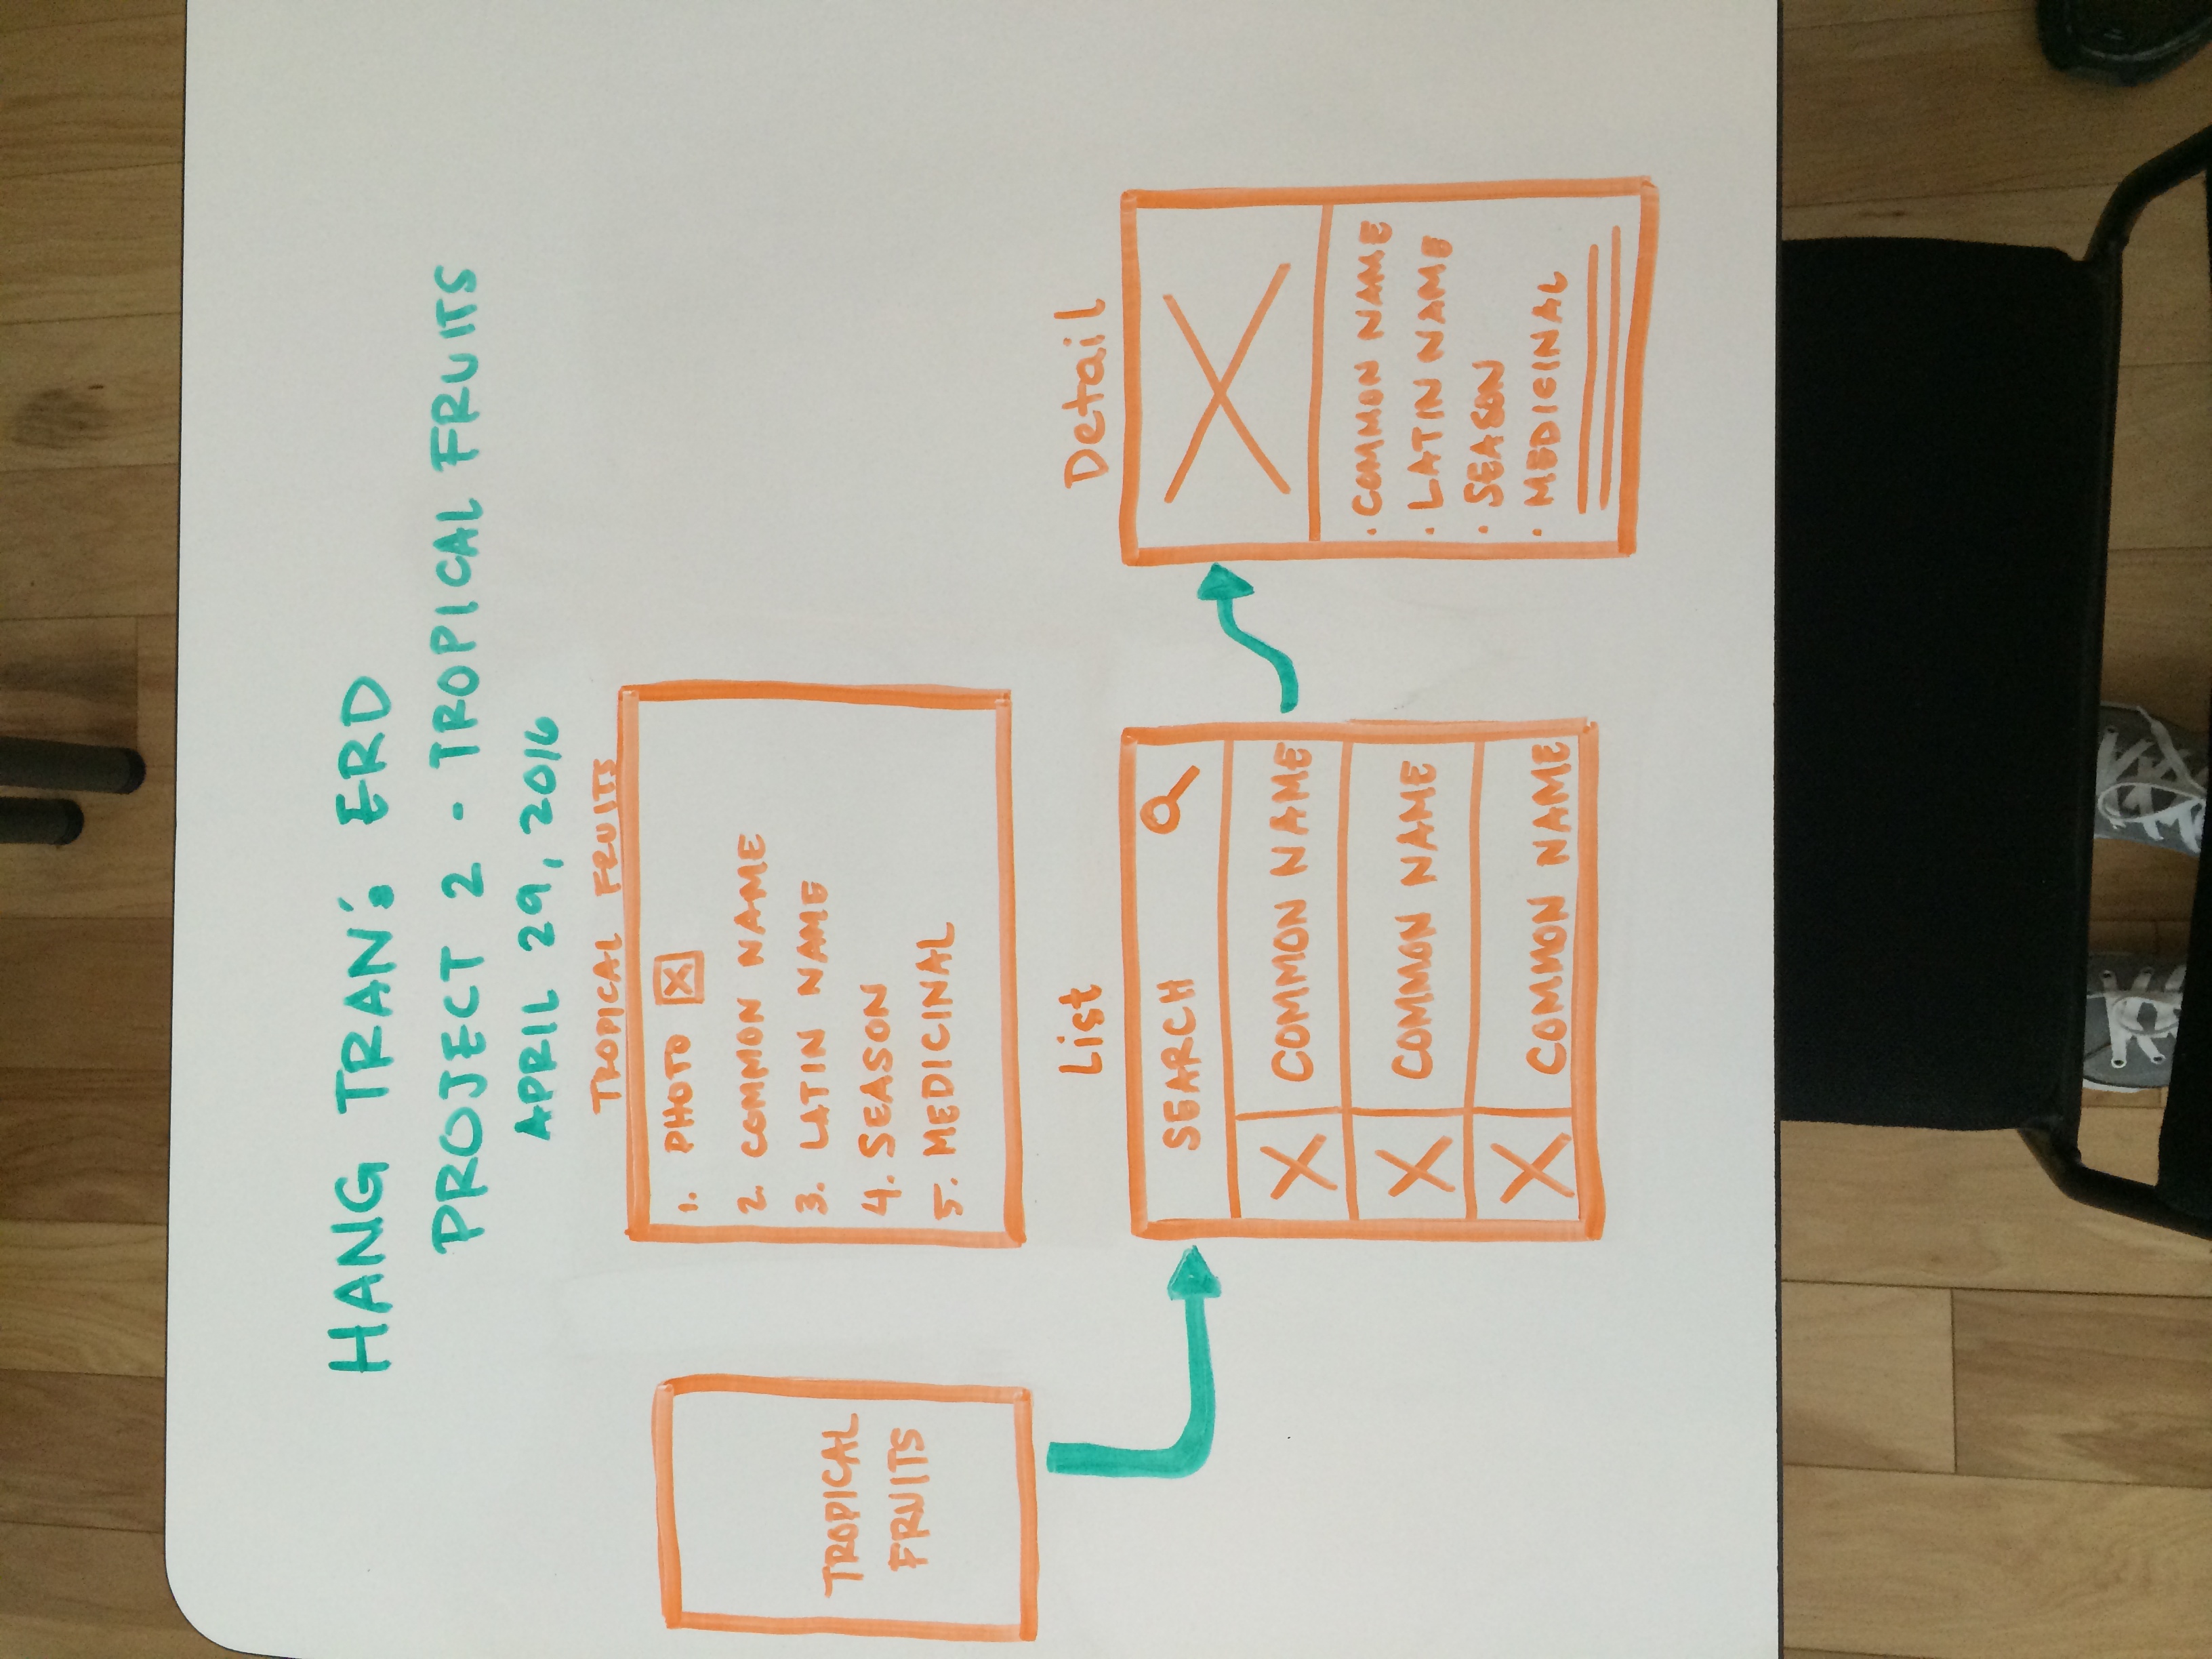 HANG TRAN: ERD
PROJECT 2 - TROPICAL FRUITS
APRIL 29, 2016
TROPICAL FRUITS
1. PHOTO
2. COMMON NAME
3. LATIN NAME
4. SEASON
5. MEDICINAL
TROPICAL
FRUITS
List
SEARCH
COMMON NAME
COMMON NAME
COMMON NAME
Detail
· COMMON NAME
· LATIN NAME
· SEASON
· MEDICINAL